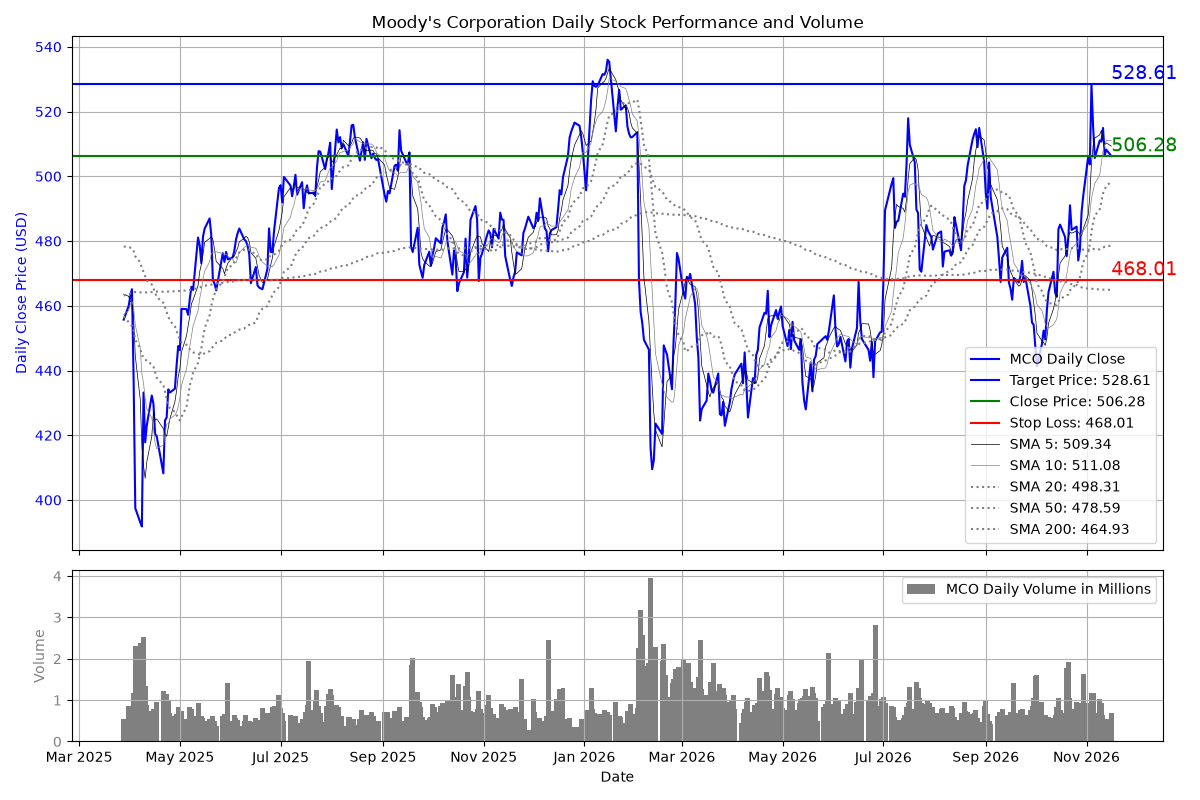 Moody's Corporation Daily Stock Performance and Volume
540
520
500
480
460
440
420
400
Daily Close Price (USD)
528.61
506.28
468.01
MCO Daily Close
Target Price: 528.61
Close Price: 506.28
Stop Loss: 468.01
SMA 5: 509.34
SMA 10: 511.08
SMA 20: 498.31
SMA 50: 478.59
SMA 200: 464.93
4
3
2
1
0
Volume
MCO Daily Volume in Millions
Mar 2025 May 2025 Jul 2025 Sep 2025 Nov 2025 Jan 2026 Mar 2026 May 2026 Jul 2026 Sep 2026 Nov 2026
Date